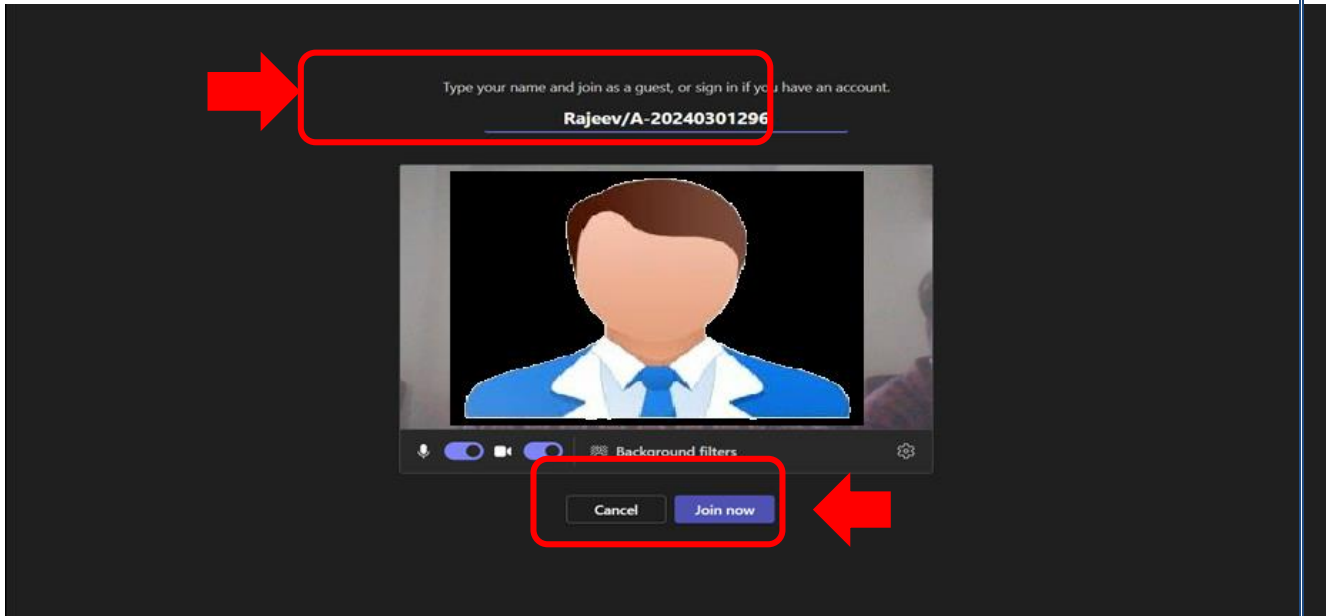 Type your name and join as a guest, or sign in if you have an account.
Rajeev/A-20240301296
Background filters
Cancel Join now